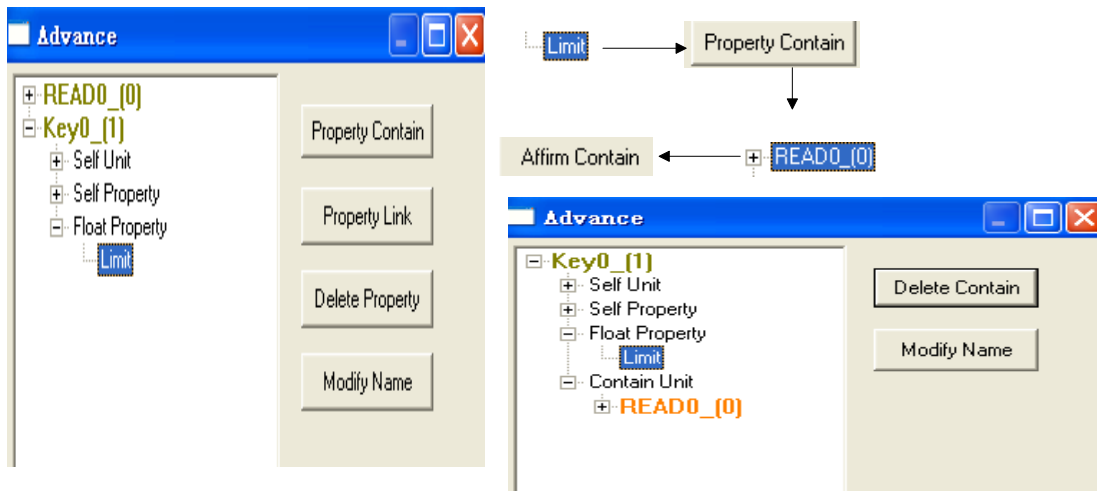 Advance
READ0_(0)
Key0_(1)
Self Unit
Self Property
Float Property
Limit
Property Contain
Property Link
Delete Property
Modify Name
Limit
Property Contain
READ0_(0)
Affirm Contain
Advance
Key0_(1)
Self Unit
Self Property
Float Property
Limit
Contain Unit
READ0_(0)
Delete Contain
Modify Name